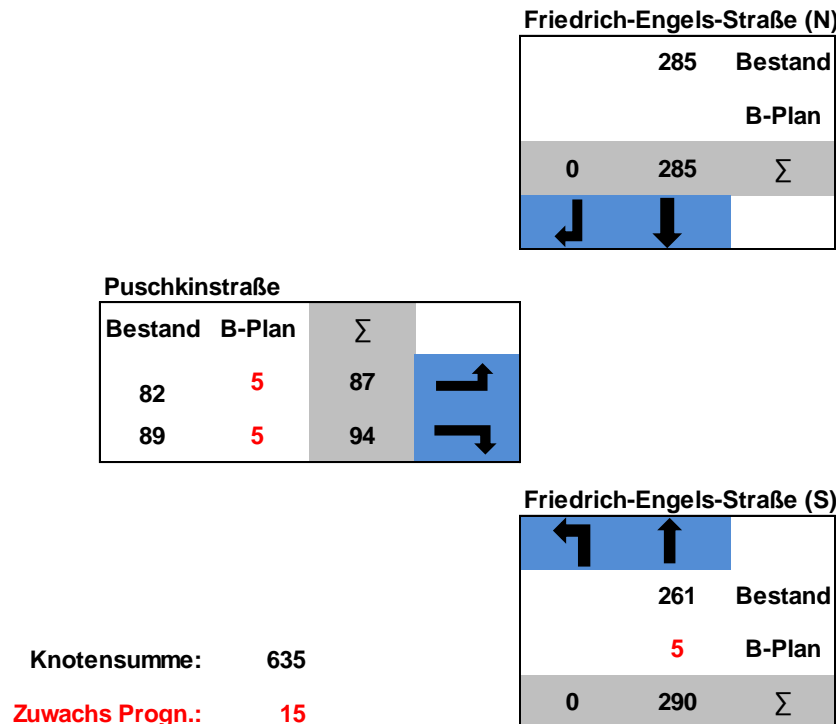 Friedrich-Engels-Straße (N)
285 Bestand
B-Plan
0 285 ∑
Puschkinstraße
Bestand B-Plan ∑
82 5 87
89 5 94
Friedrich-Engels-Straße (S)
261 Bestand
5 B-Plan
0 290 ∑
Knotensumme: 635
Zuwachs Progn.: 15